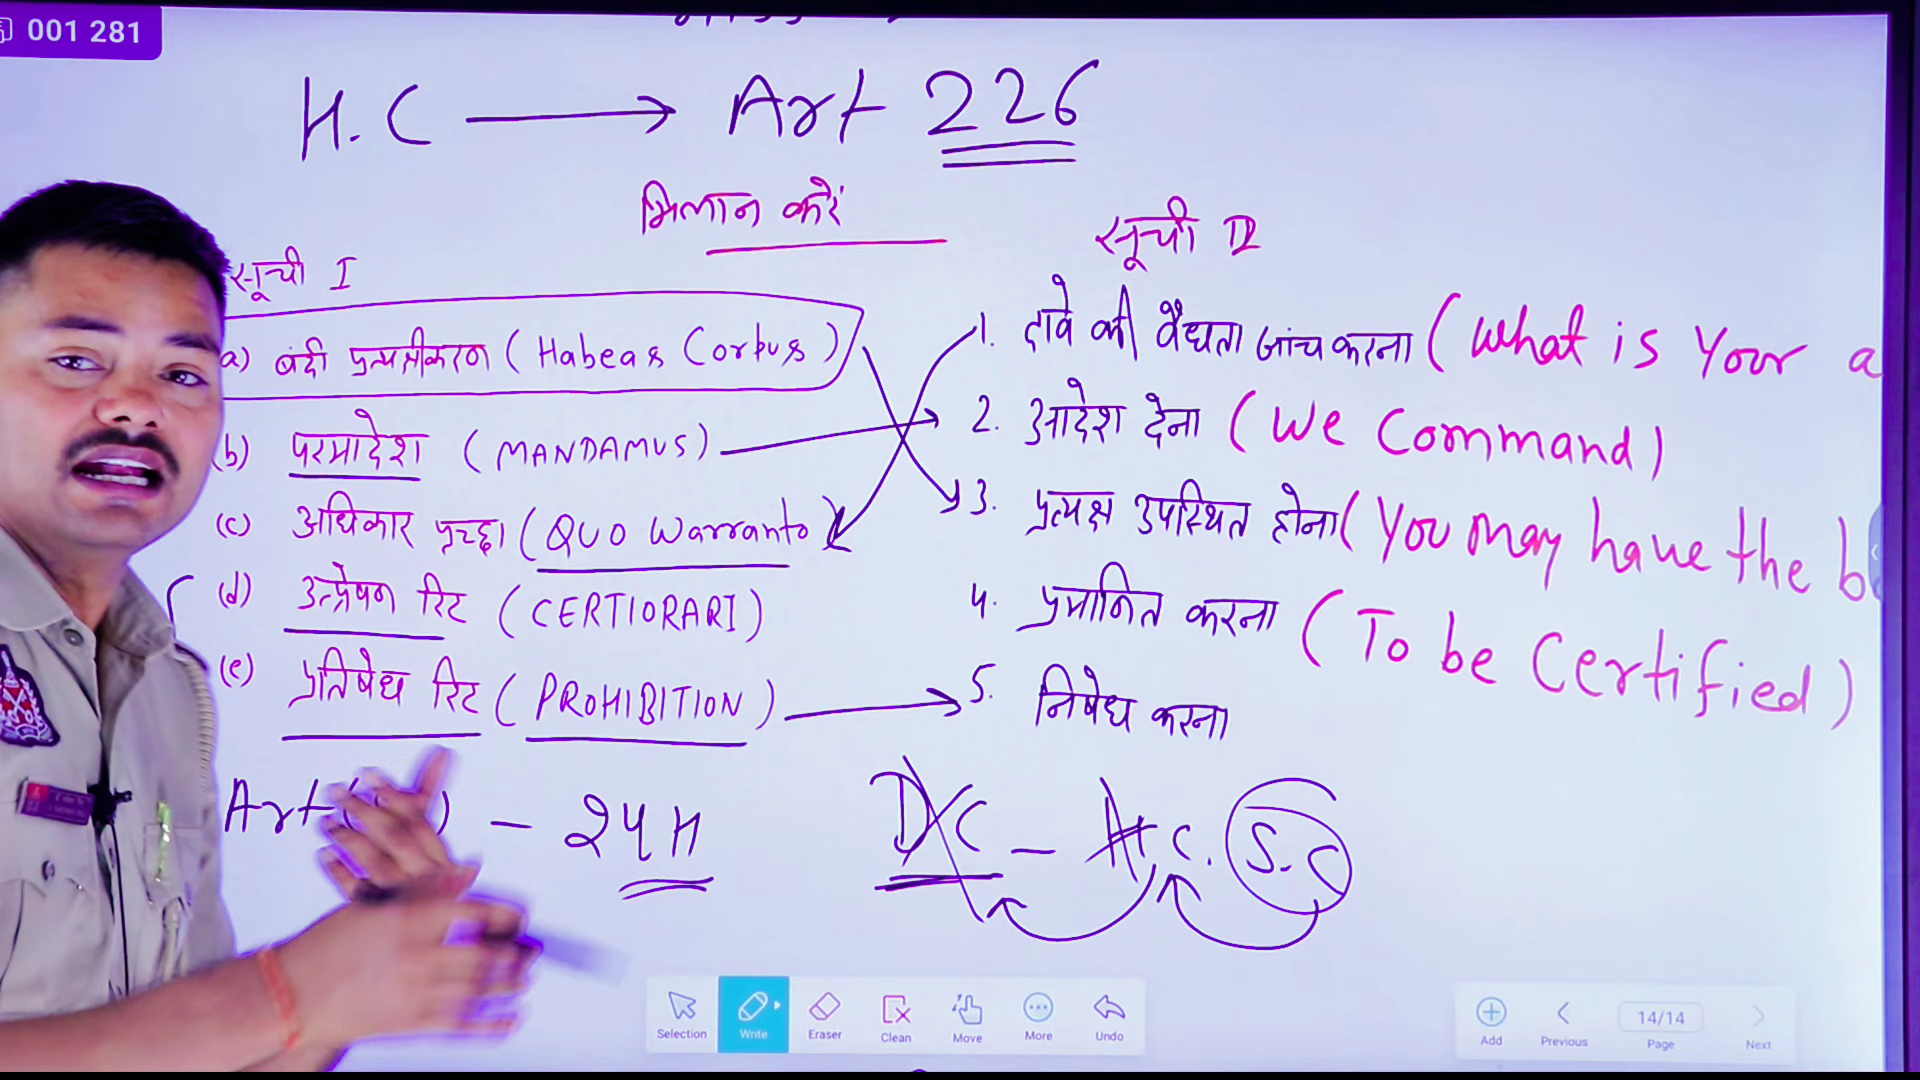 001 281
H.C → Art 226
मिलान करें
सूची I
सूची II
a) बंदी प्रत्यक्षीकरण (Habeas Corpus)
1. दावे की वैधता जांच करना (What is Your a
(b) परमादेश (MANDAMUS)
2. आदेश देना (We Command)
(c) अधिकार पृच्छा (QUO Warranto)
3. प्रत्यक्ष उपस्थित होना (You may have the b
(d) उत्प्रेषण रिट (CERTIORARI)
4. प्रमाणित करना (To be Certified)
(e) प्रतिषेध रिट (PROHIBITION)
5. निषेध करना
Art
DC - H.C. S.C
Selection
Write
Eraser
Clean
Move
More
Undo
Add
Previous
14/14
Page
Next